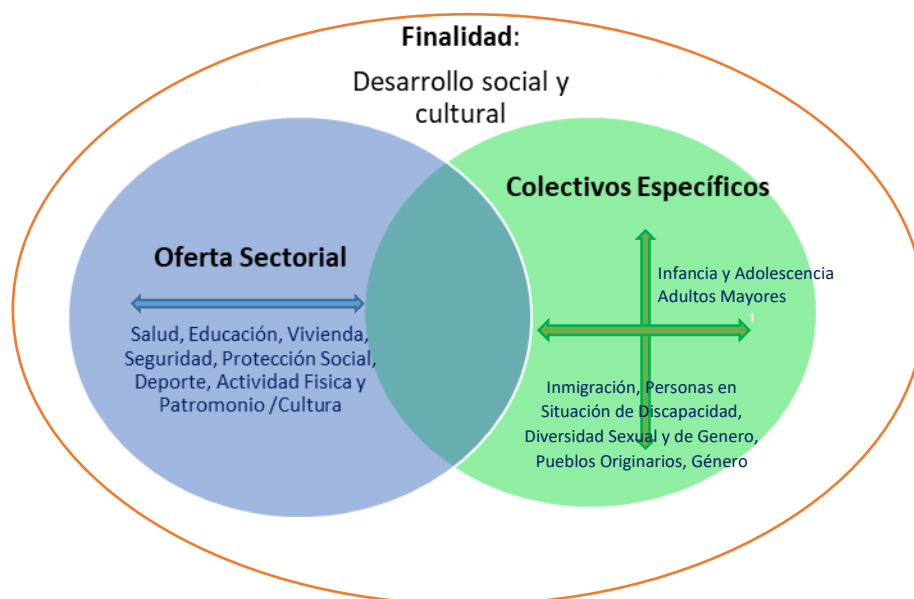 Finalidad:
Desarrollo social y
cultural
Oferta Sectorial
Salud, Educación, Vivienda,
Seguridad, Protección Social,
Deporte, Actividad Fisica y
Patromonio /Cultura
Colectivos Específicos
Infancia y Adolescencia
Adultos Mayores
1
Inmigración, Personas en
Situación de Discapacidad,
Diversidad Sexual y de Genero,
Pueblos Originarios, Género